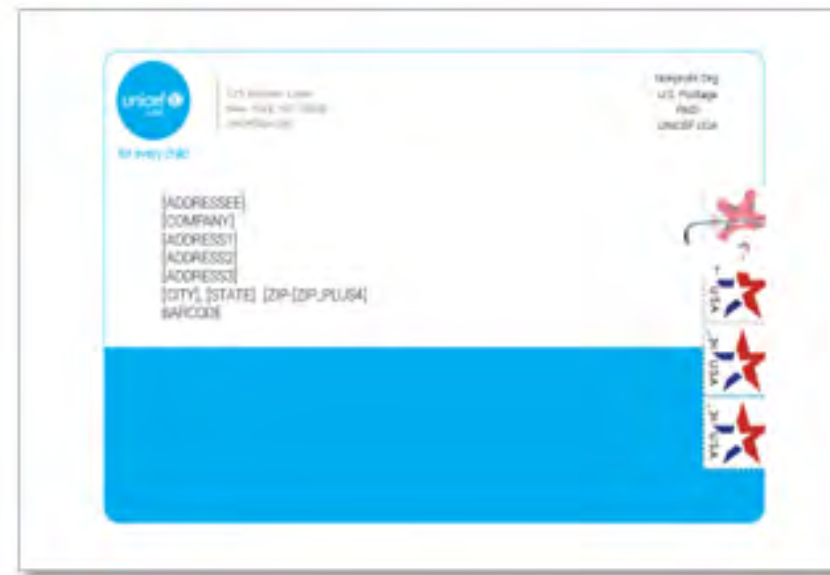 unicef
USA
for every child
Nonprofit Org
U.S. Postage
PAID
UNICEF USA
[ADDRESSEE]
[COMPANY]
[ADDRESS1]
[ADDRESS2]
[ADDRESS3]
[CITY], [STATE] [ZIP-[ZIP_PLUS4]
BARCODE
USA
USA
USA